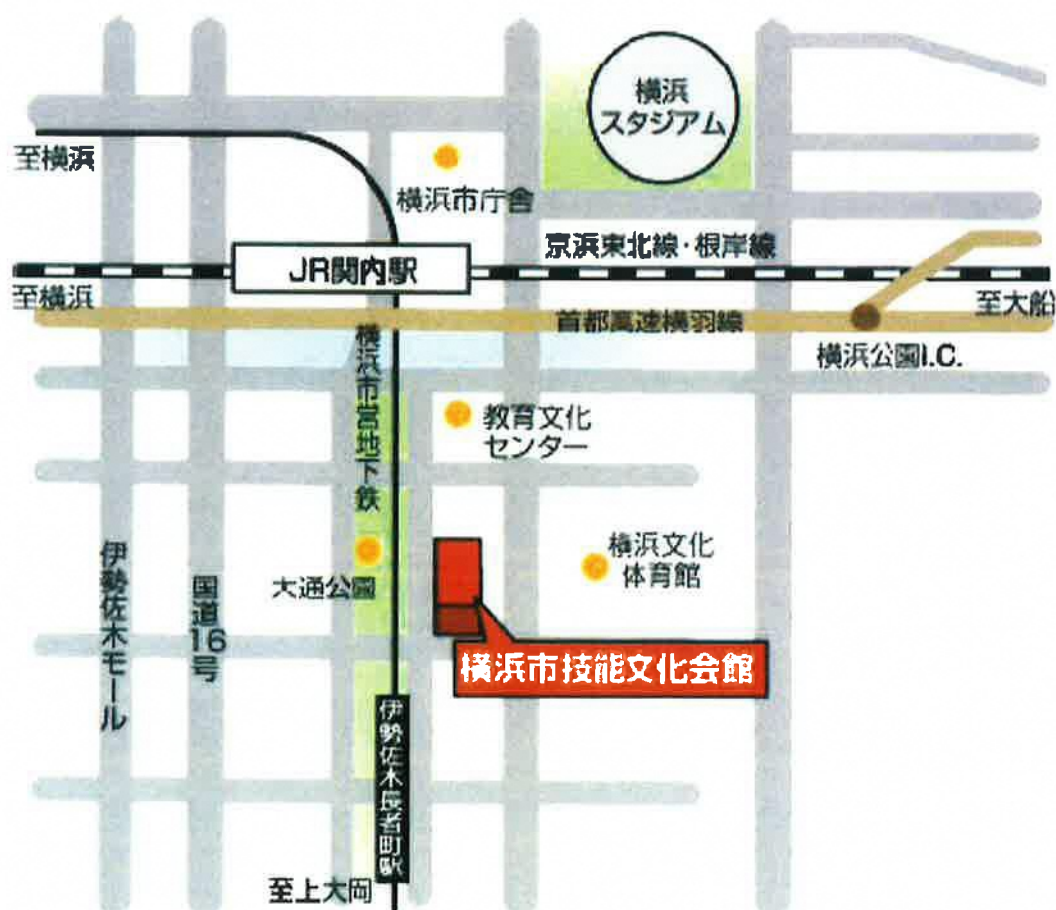 横浜
スタジアム
至横浜
横浜市庁舎
京浜東北線・根岸線
JR関内駅
至横浜
至大船
首都高速横羽線
横浜公園I.C.
横浜市営地下鉄
教育文化
センター
横浜文化
体育館
大通公園
伊勢佐木モール
国道16号
横浜市技能文化会館
伊勢佐木長者町駅
至上大岡